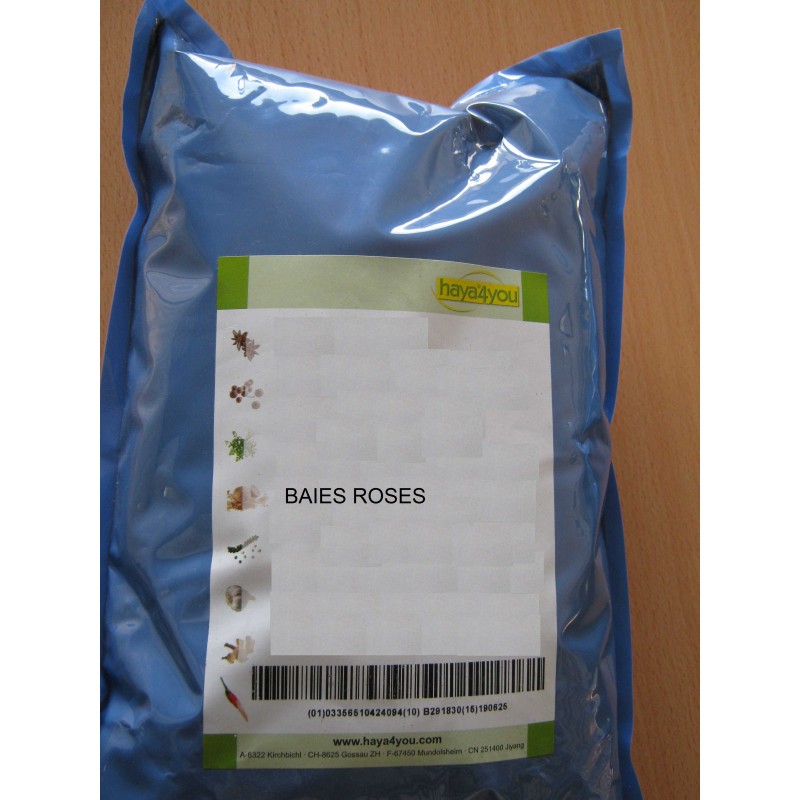 haya4you
BAIES ROSES
(01)03356510424094(10) B291830(15)190625
www.haya4you.com
A-6322 Kirchbichl · CH-8625 Gossau ZH · F-67450 Mundolsheim · CN 251400 Jiyang